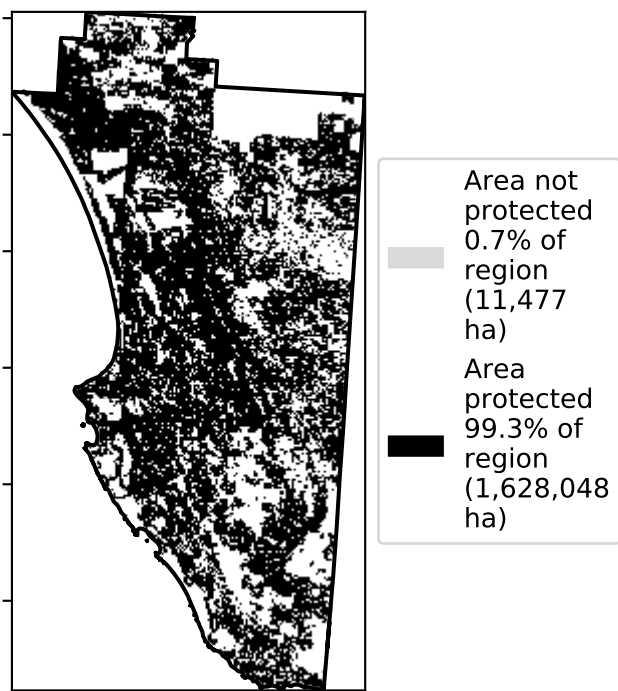 Area not
protected
0.7% of
region
(11,477
ha)
Area
protected
99.3% of
region
(1,628,048
ha)